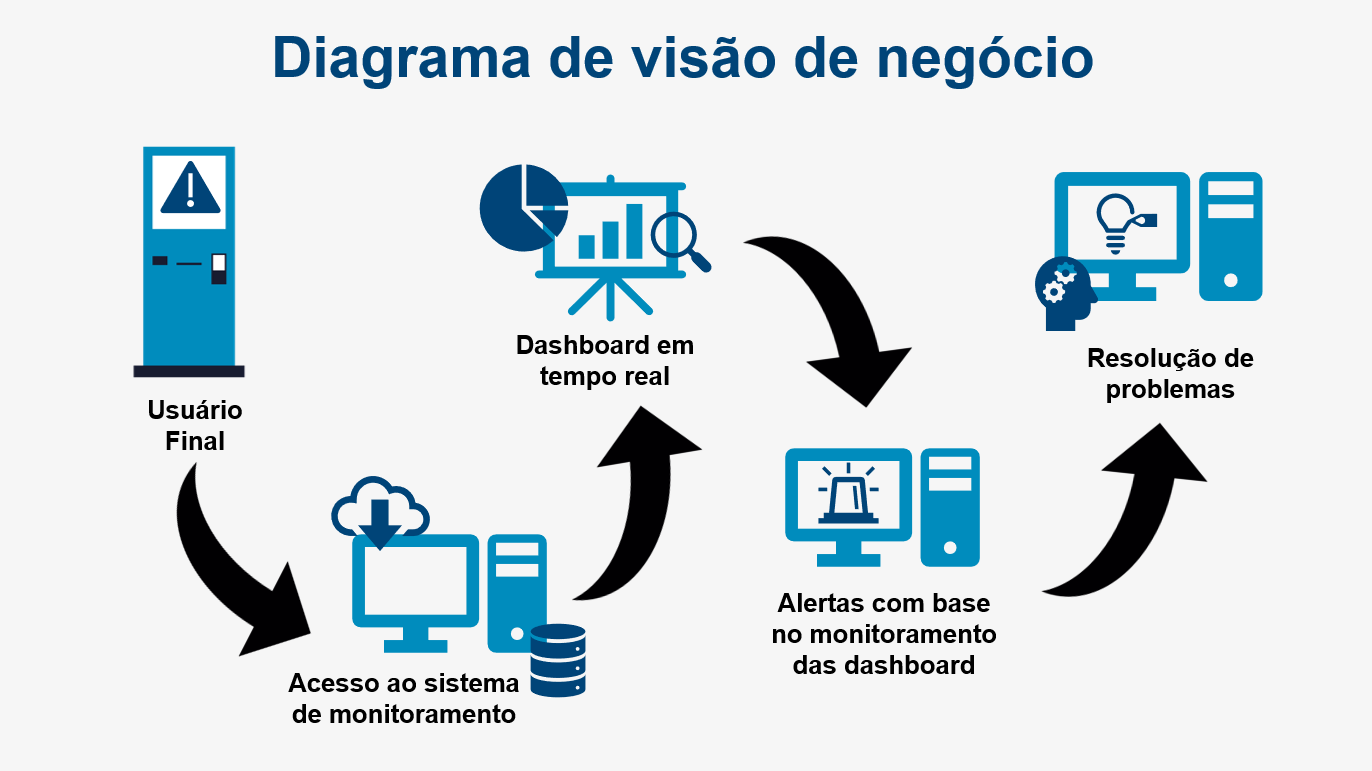 Diagrama de visão de negócio
Usuário
Final
Acesso ao sistema
de monitoramento
Dashboard em
tempo real
Alertas com base
no monitoramento
das dashboard
Resolução de
problemas